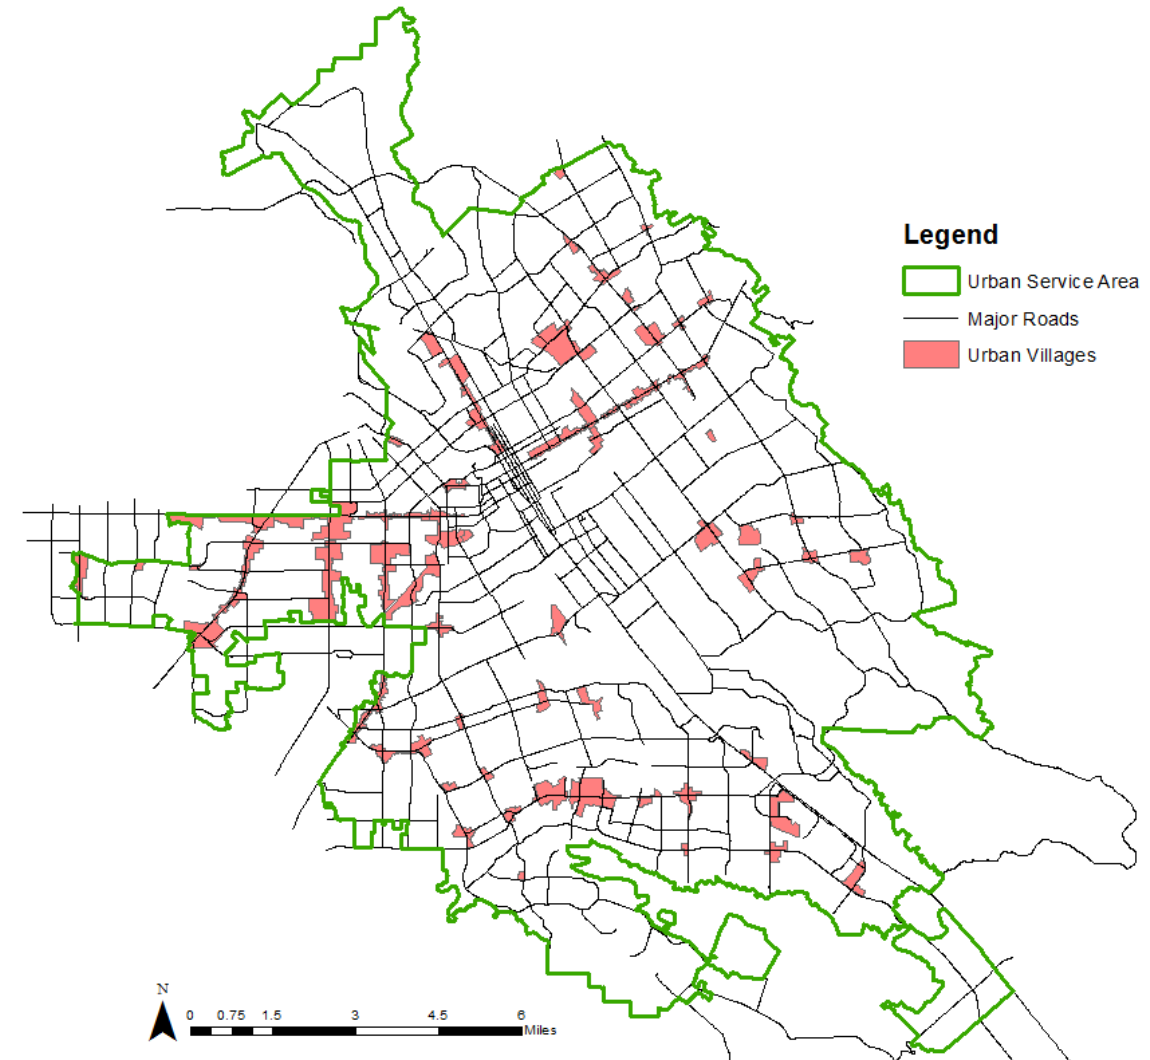 Legend
Urban Service Area
Major Roads
Urban Villages
N
0 0.75 1.5 3 4.5 6
Miles